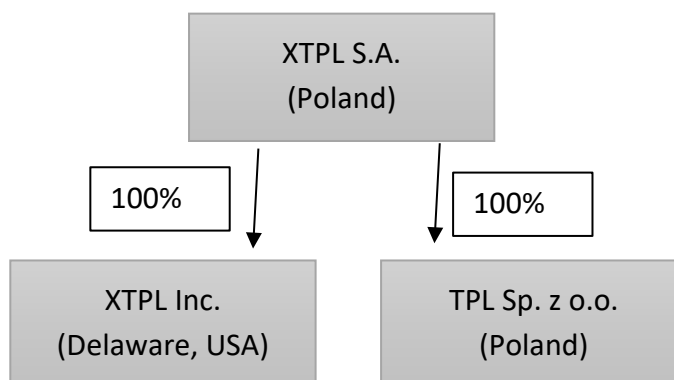 XTPL S.A.
(Poland)
100%
100%
XTPL Inc.
(Delaware, USA)
TPL Sp. z o.o.
(Poland)